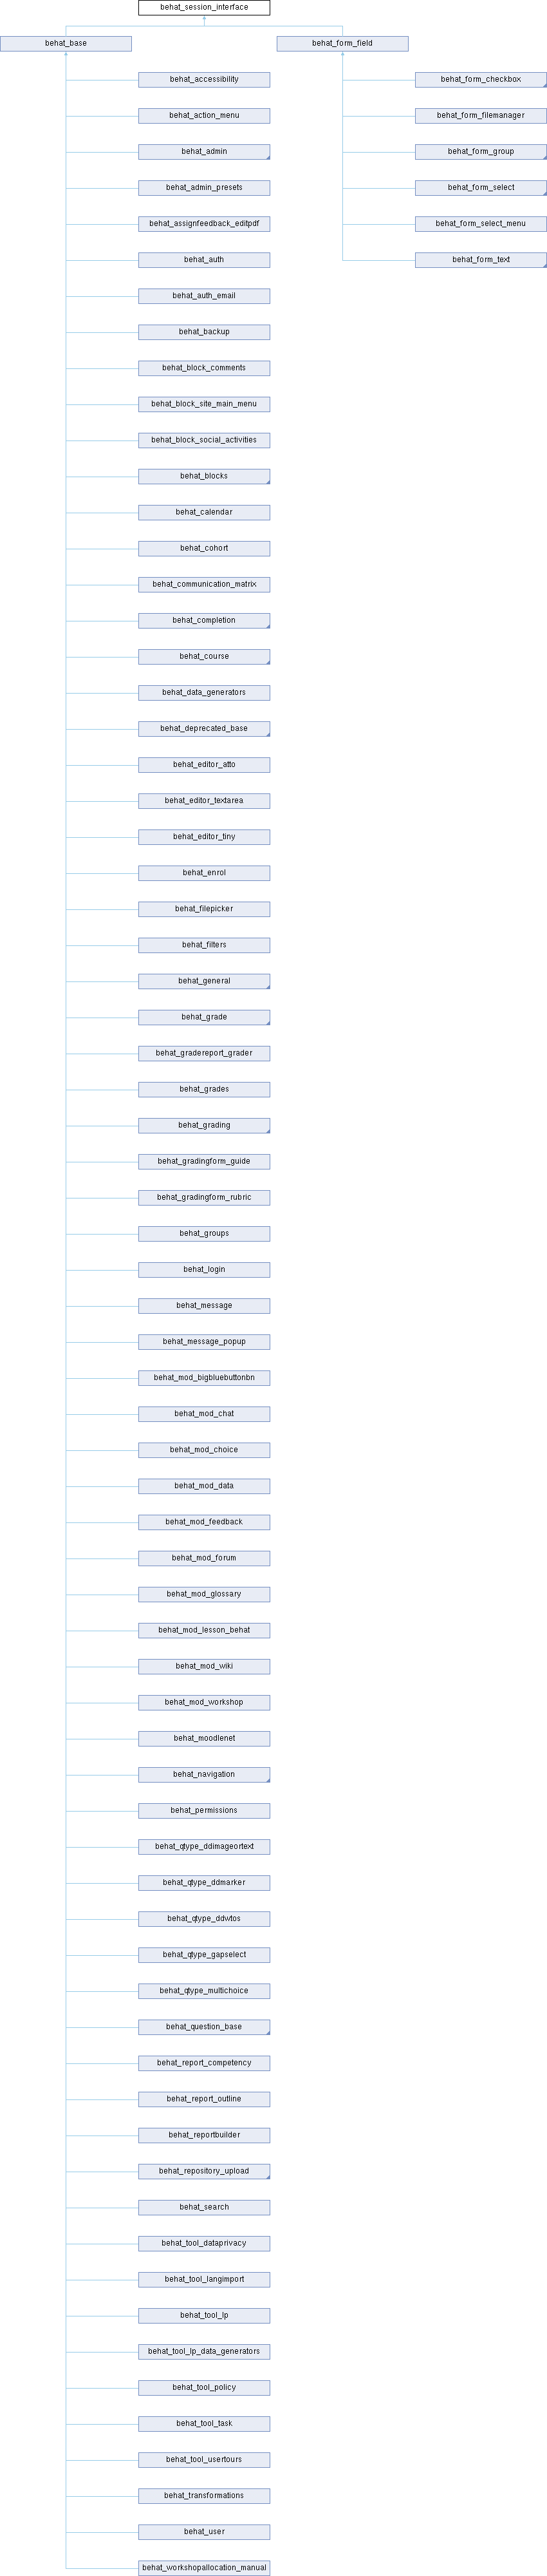 behat_session_interface
behat_base
behat_form_field
behat_accessibility
behat_form_checkbox
behat_action_menu
behat_form_filemanager
behat_admin
behat_form_group
behat_admin_presets
behat_form_select
behat_assignfeedback_editpdf
behat_form_select_menu
behat_auth
behat_form_text
behat_auth_email
behat_backup
behat_block_comments
behat_block_site_main_menu
behat_block_social_activities
behat_blocks
behat_calendar
behat_cohort
behat_communication_matrix
behat_completion
behat_course
behat_data_generators
behat_deprecated_base
behat_editor_atto
behat_editor_textarea
behat_editor_tiny
behat_enrol
behat_filepicker
behat_filters
behat_general
behat_grade
behat_gradereport_grader
behat_grades
behat_grading
behat_gradingform_guide
behat_gradingform_rubric
behat_groups
behat_login
behat_message
behat_message_popup
behat_mod_bigbluebuttonbn
behat_mod_chat
behat_mod_choice
behat_mod_data
behat_mod_feedback
behat_mod_forum
behat_mod_glossary
behat_mod_lesson_behat
behat_mod_wiki
behat_mod_workshop
behat_moodlenet
behat_navigation
behat_permissions
behat_qtype_ddimageortext
behat_qtype_ddmarker
behat_qtype_ddwtos
behat_qtype_gapselect
behat_qtype_multichoice
behat_question_base
behat_report_competency
behat_report_outline
behat_reportbuilder
behat_repository_upload
behat_search
behat_tool_dataprivacy
behat_tool_langimport
behat_tool_lp
behat_tool_lp_data_generators
behat_tool_policy
behat_tool_task
behat_tool_usertours
behat_transformations
behat_user
behat_workshopallocation_manual